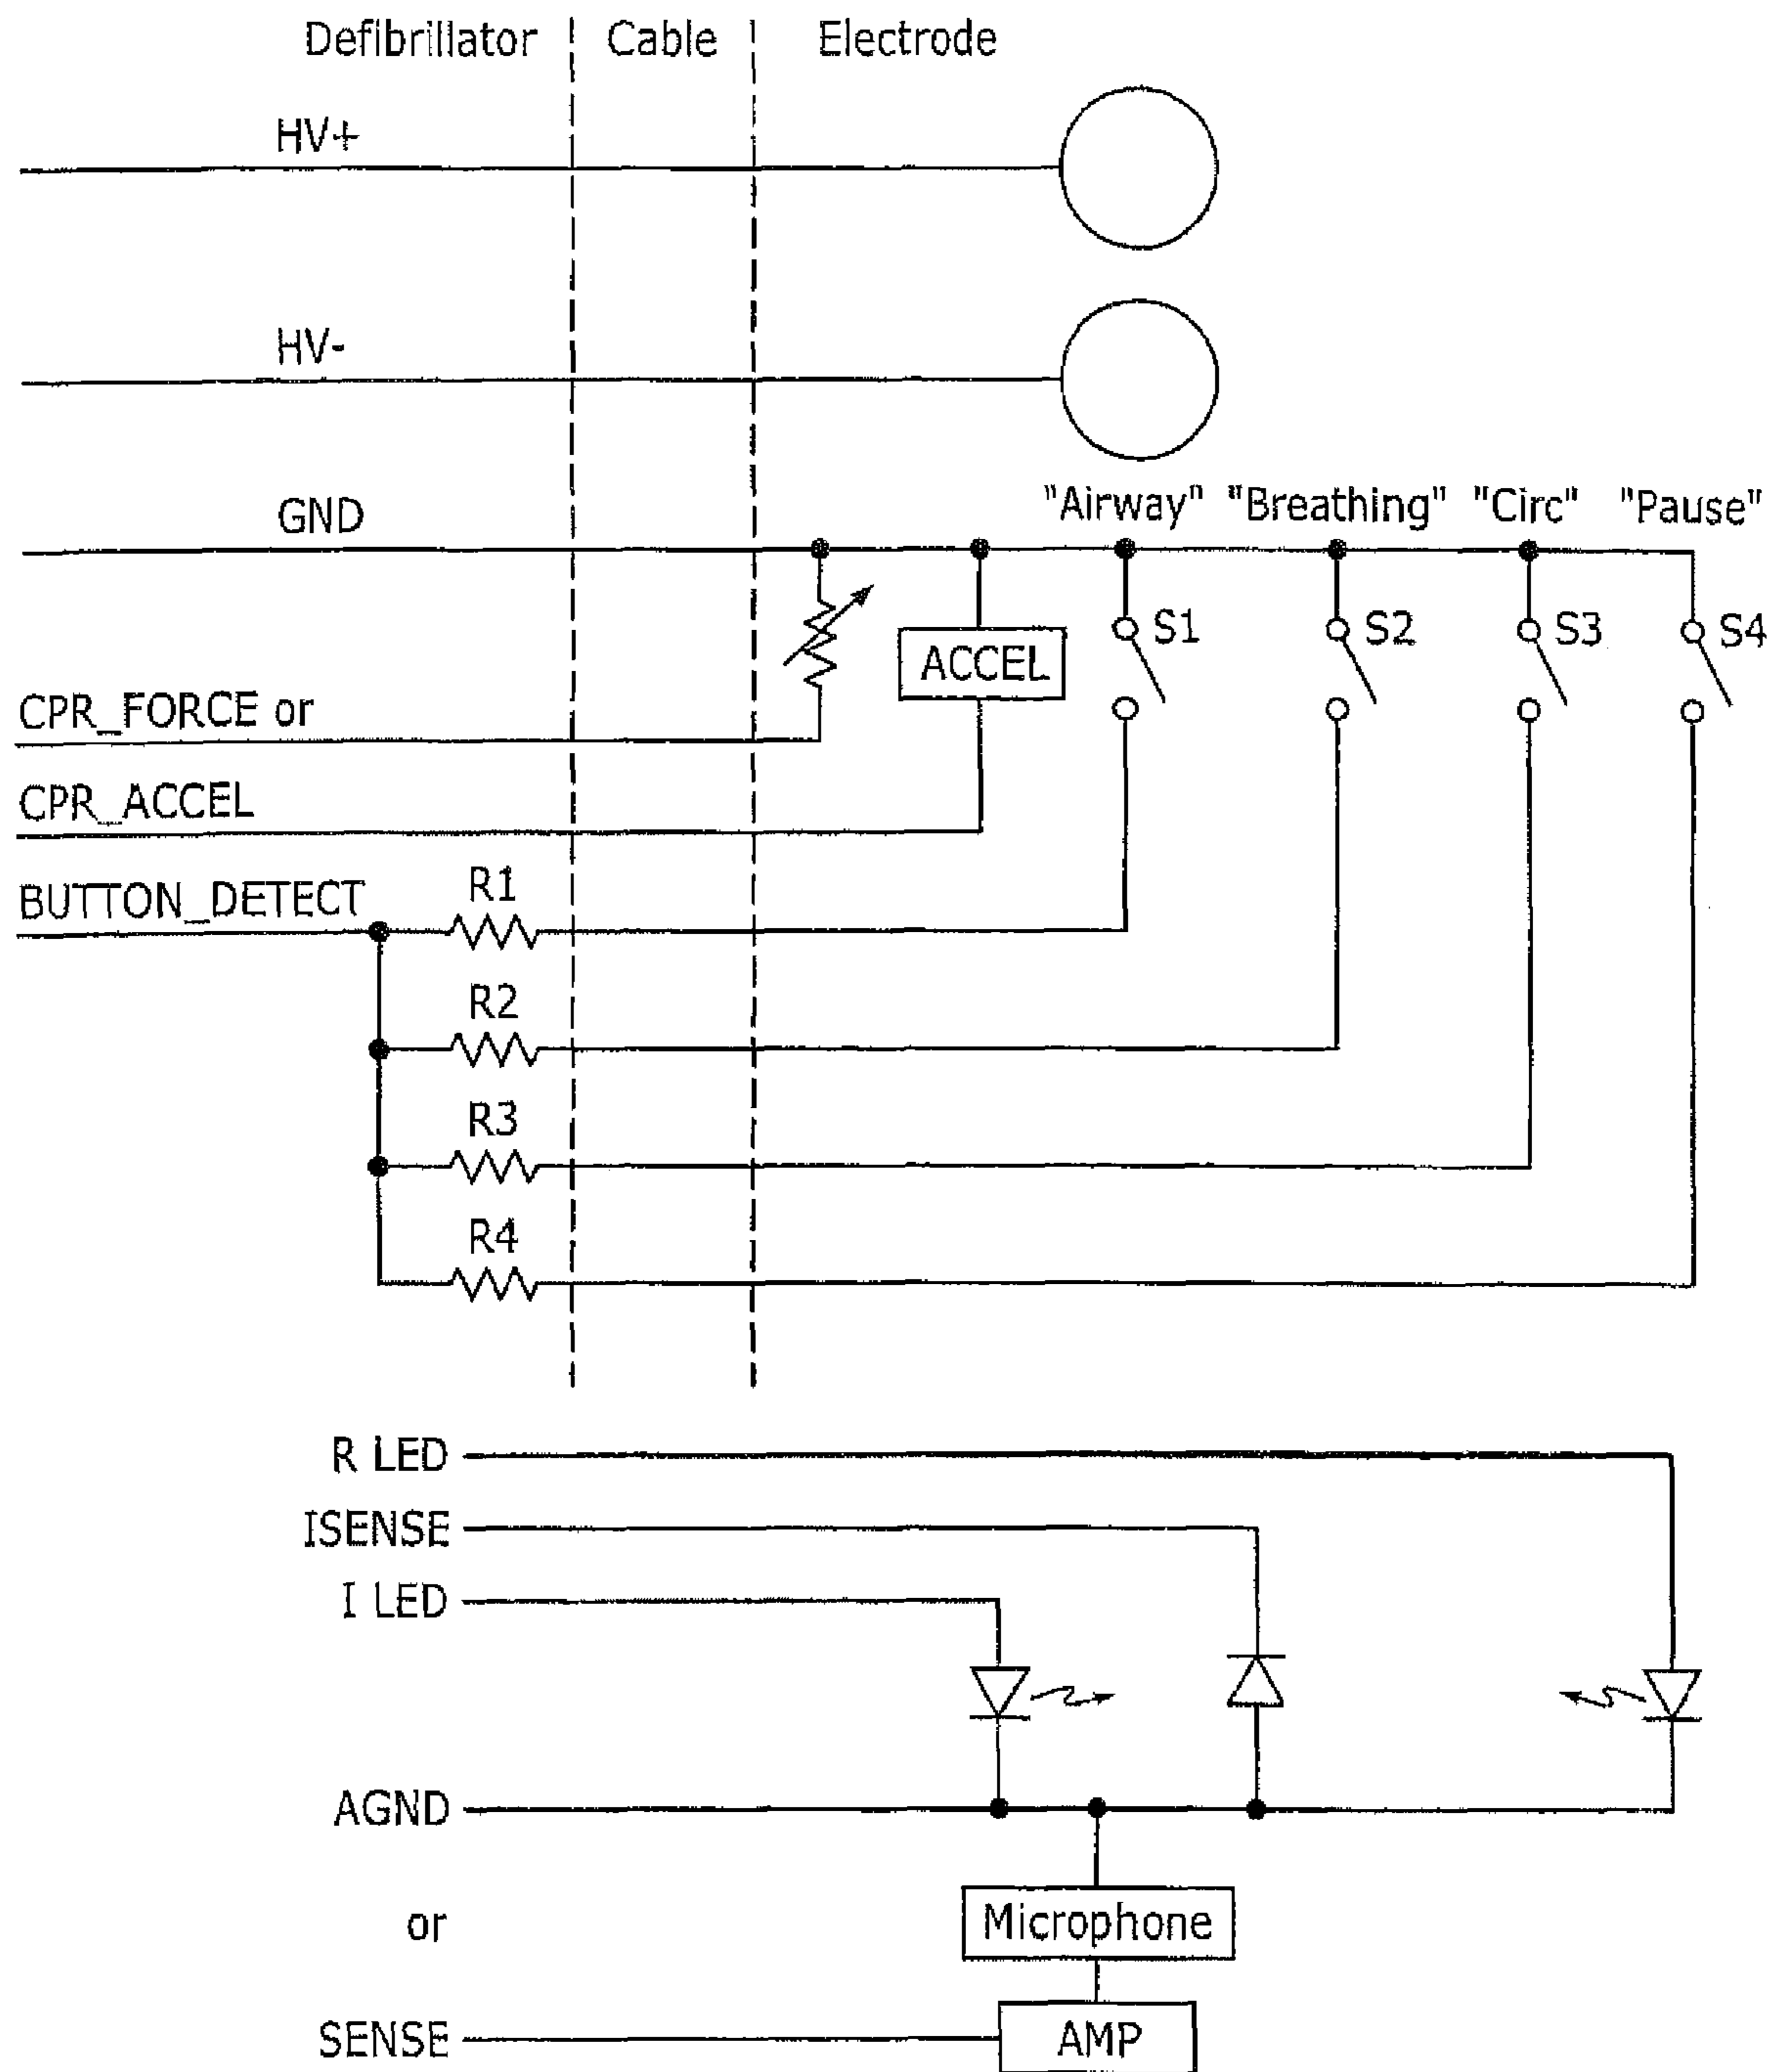 Defibrillator Cable Electrode
HV+
HV-
GND
"Airway" "Breathing" "Circ" "Pause"
S1 S2 S3 S4
ACCEL
CPR_FORCE or
CPR_ACCEL
BUTTON_DETECT
R1
R2
R3
R4
R LED
ISENSE
I LED
AGND
or
Microphone
SENSE
AMP